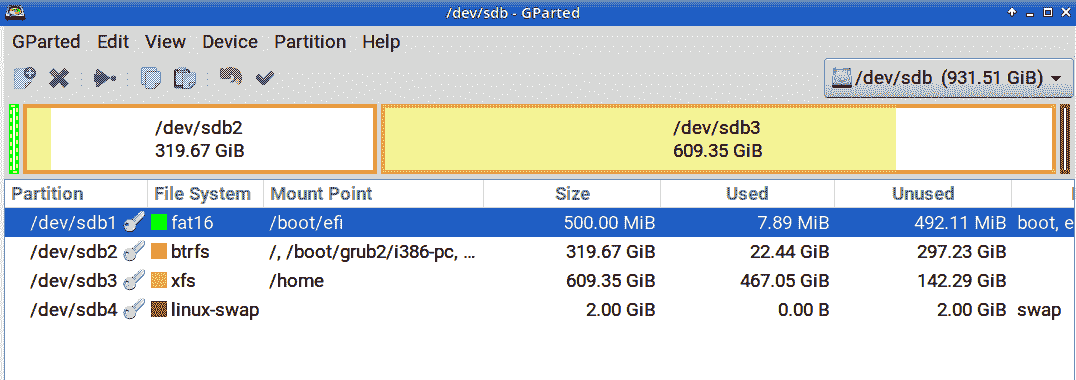 /dev/sdb - GParted
GParted Edit View Device Partition Help
/dev/sdb (931.51 GiB)
/dev/sdb2
319.67 GiB
/dev/sdb3
609.35 GiB
Partition File System Mount Point Size Used Unused
/dev/sdb1 fat16 /boot/efi 500.00 MiB 7.89 MiB 492.11 MiB boot, e
/dev/sdb2 btrfs /, /boot/grub2/i386-pc, ... 319.67 GiB 22.44 GiB 297.23 GiB
/dev/sdb3 xfs /home 609.35 GiB 467.05 GiB 142.29 GiB
/dev/sdb4 linux-swap 2.00 GiB 0.00 B 2.00 GiB swap